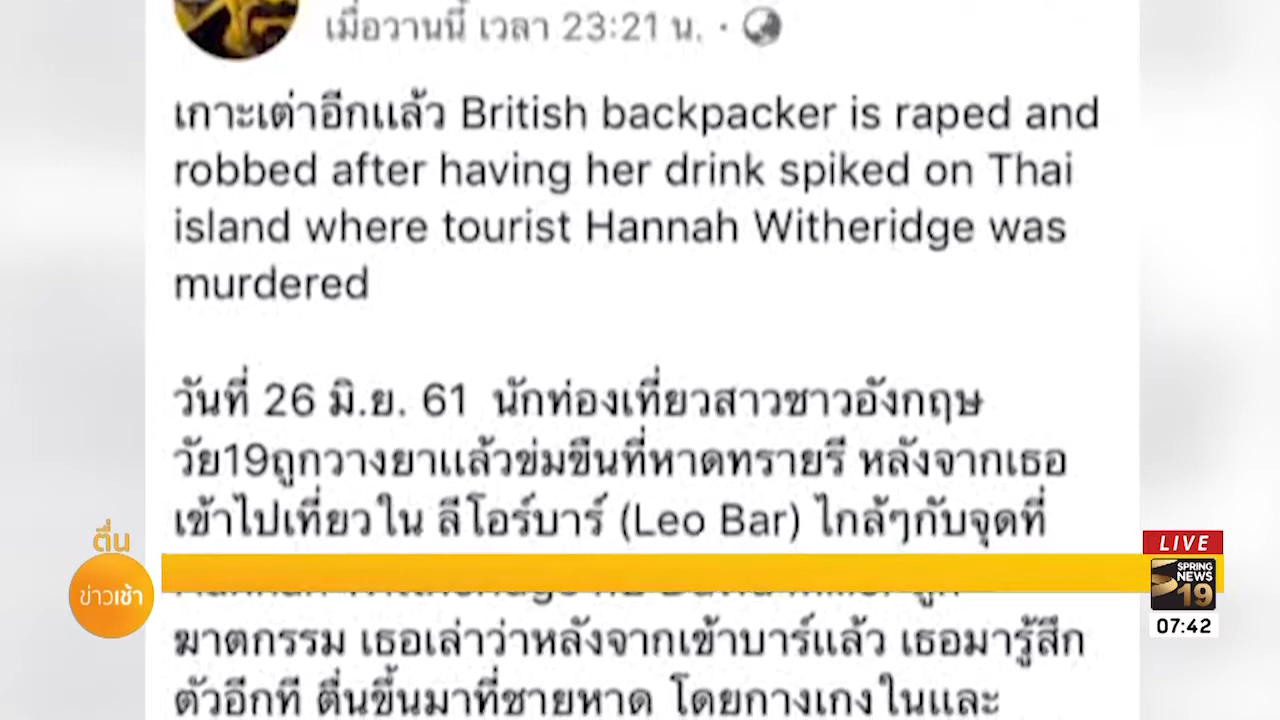 เมื่อวานนี้ เวลา 23:21 น. ·
เกาะเต่าอีกแล้ว British backpacker is raped and
robbed after having her drink spiked on Thai
island where tourist Hannah Witheridge was
murdered
วันที่ 26 มิ.ย. 61 นักท่องเที่ยวสาวชาวอังกฤษ
วัย19ถูกวางยาแล้วข่มขืนที่หาดทรายรี หลังจากเธอ
เข้าไปเที่ยวใน ลีโอร์บาร์ (Leo Bar) ใกล้ๆกับจุดที่
ฆาตกรรม เธอเล่าว่าหลังจากเข้าบาร์แล้ว เธอมารู้สึก
ตัวอีกที ตื่นขึ้นมาที่ชายหาด โดยกางเกงในและ
ตื่น
ข่าวเช้า
LIVE
SPRING
NEWS
19
07:42